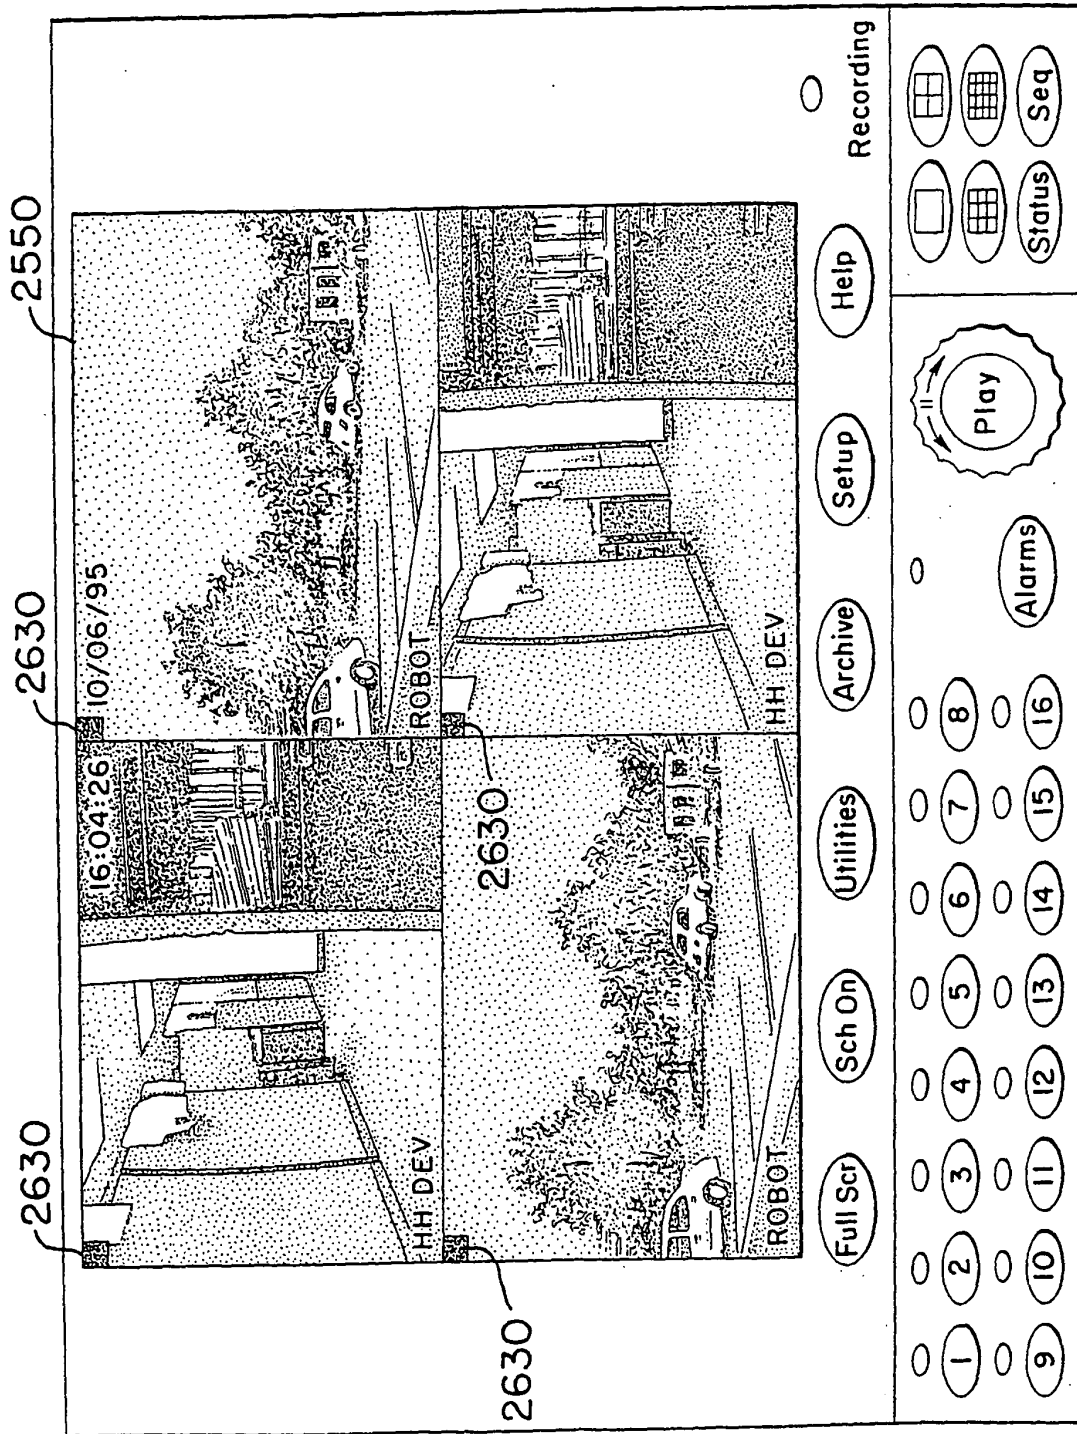 2550
2630
2630
16:04:26
10/06/95
HH DEV
ROBOT
2630
2630
ROBOT
HH DEV
Recording
Full Scr
Sch On
Utilities
Archive
Setup
Help
1 2 3 4 5 6 7 8
9 10 11 12 13 14 15 16
Alarms
Play
Status
Seq